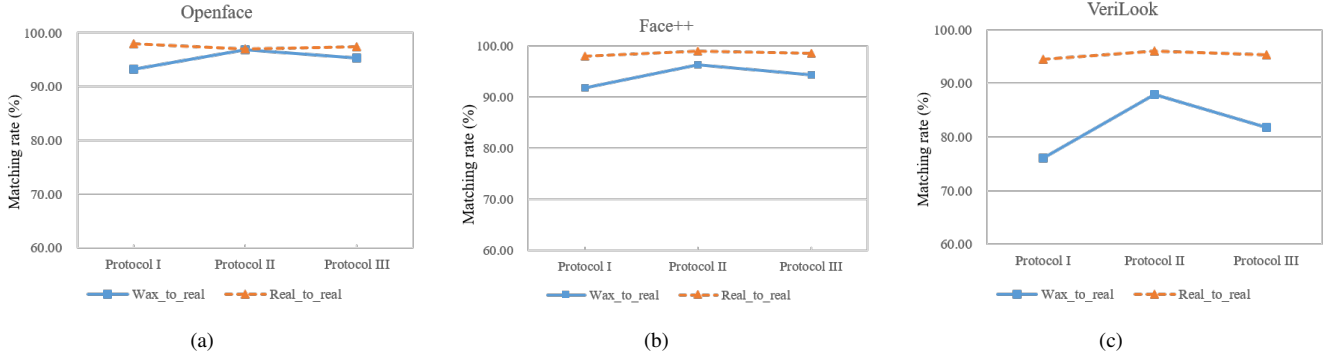 Openface
Matching rate (%)
100.00
90.00
80.00
70.00
60.00
Protocol I Protocol II Protocol III
Wax_to_real Real_to_real
(a)
Face++
Matching rate (%)
100.00
90.00
80.00
70.00
60.00
Protocol I Protocol II Protocol III
Wax_to_real Real_to_real
(b)
VeriLook
Matching rate (%)
100.00
90.00
80.00
70.00
60.00
Protocol I Protocol II Protocol III
Wax_to_real Real_to_real
(c)